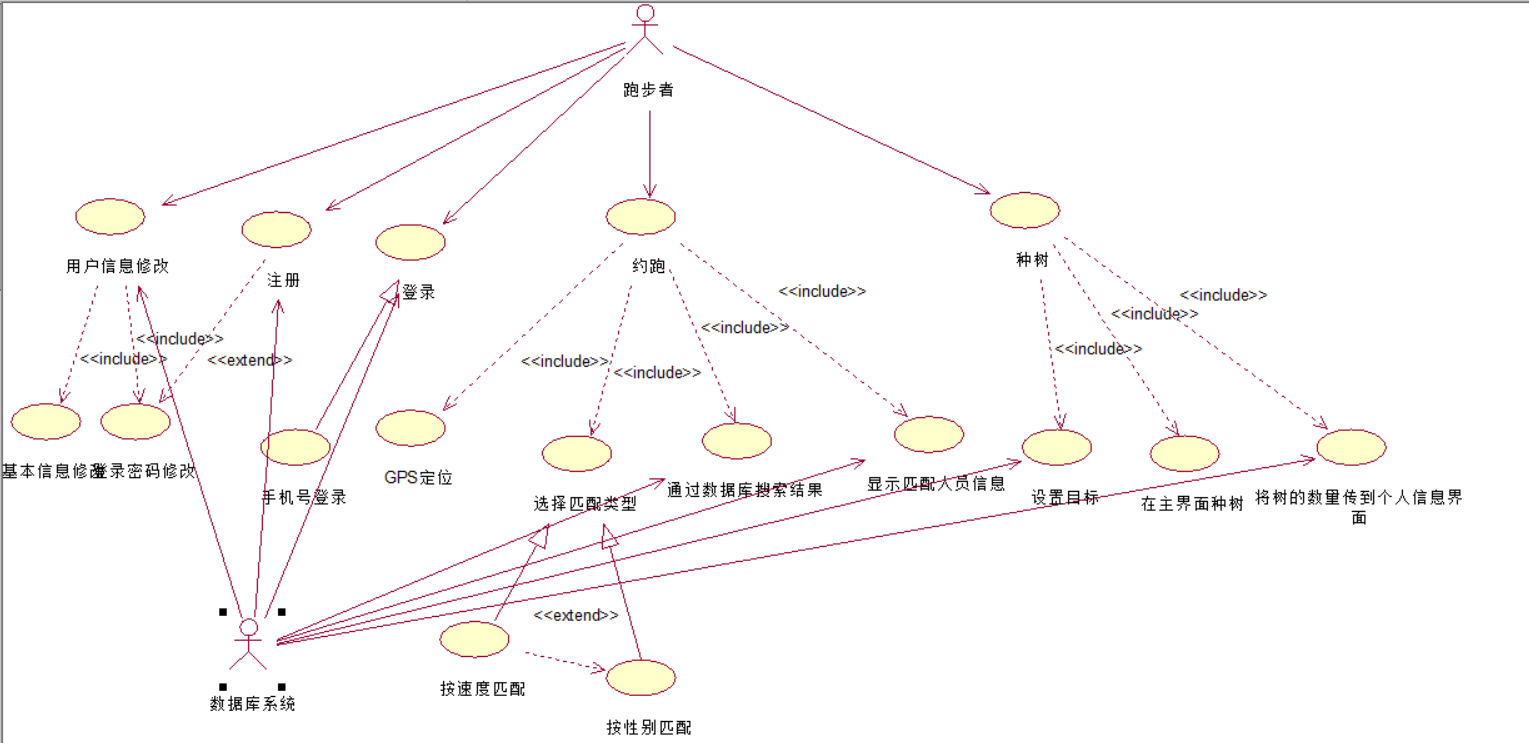 跑步者
用户信息修改
注册
登录
约跑
种树
<<include>>
<<include>>
<<include>>
<<include>>
<<include>>
<<extend>>
<<include>>
<<include>>
<<include>>
<<include>>
<<include>>
基本信息修改
登录密码修改
手机号登录
GPS定位
选择匹配类型
通过数据库搜索结果
显示匹配人员信息
设置目标
在主界面种树
将树的数量传到个人信息界
面
<<extend>>
按速度匹配
数据库系统
按性别匹配